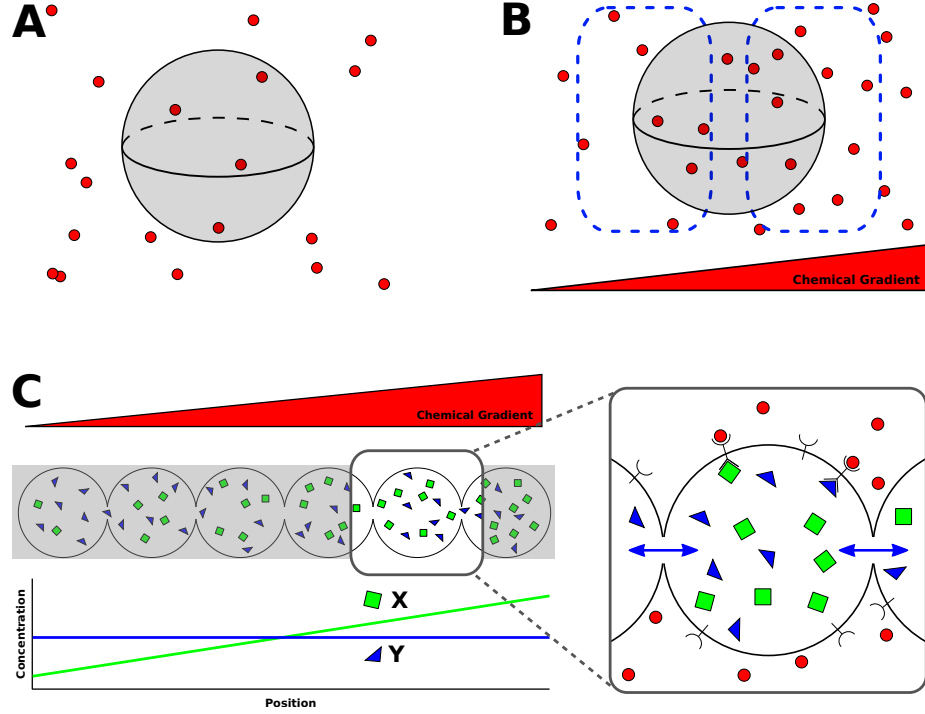 A
B
Chemical Gradient
C
Chemical Gradient
X
Y
Concentration
Position